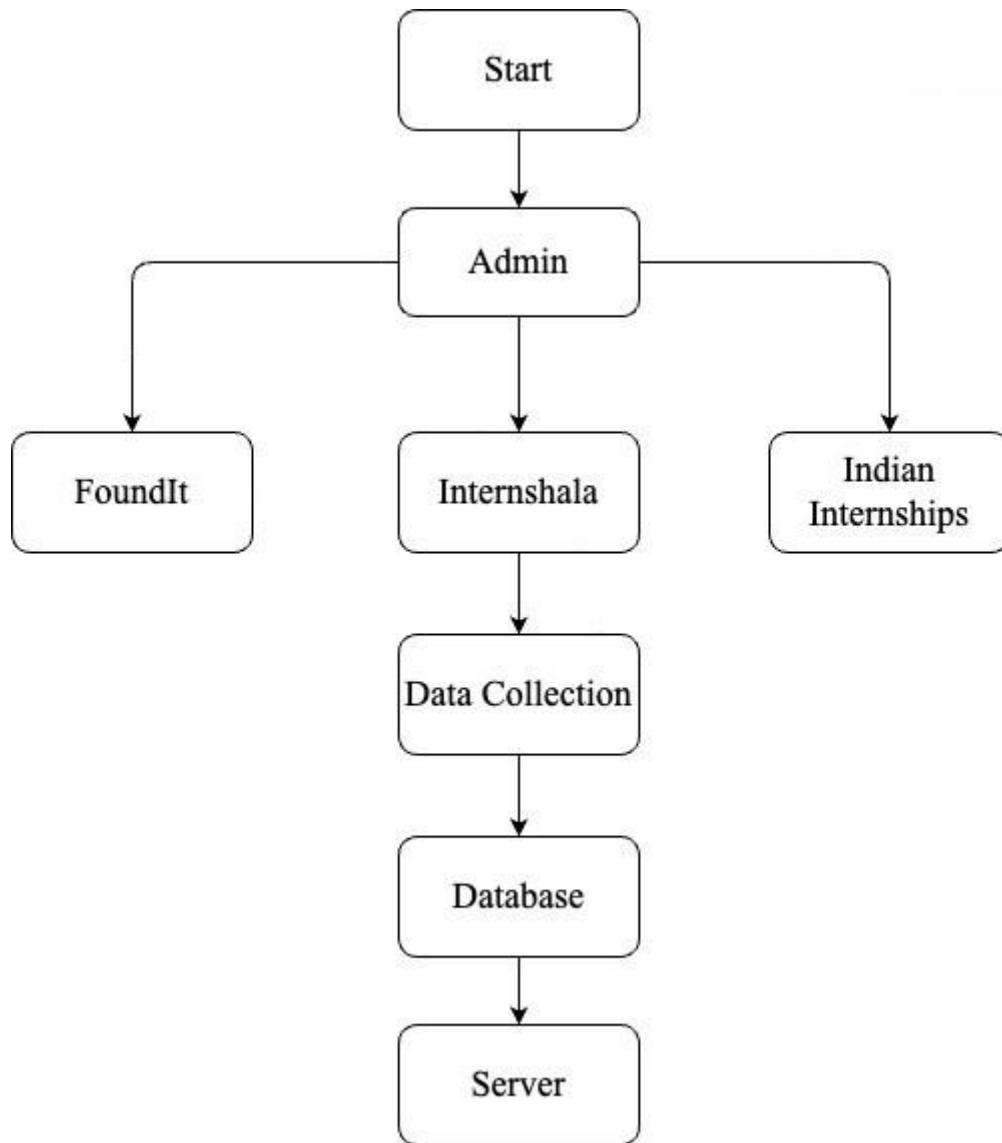 Start
Admin
FoundIt
Internshala
Indian
Internships
Data Collection
Database
Server